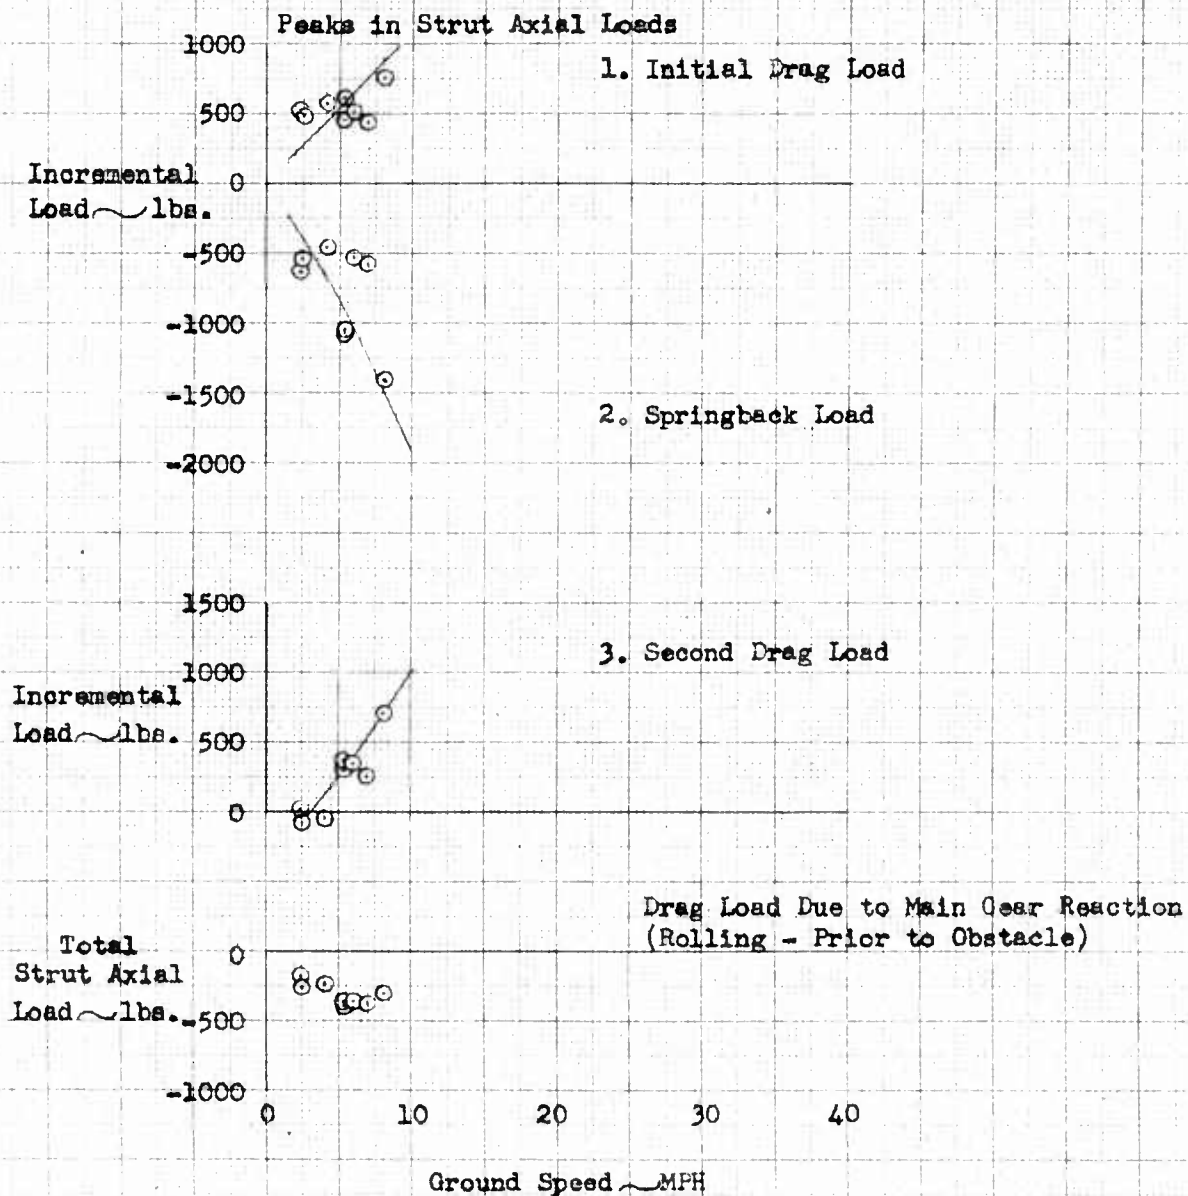 Peaks in Strut Axial Loads
1000
1. Initial Drag Load
500
Incremental
0
Load~lbs.
-500
-1000
-1500
2. Springback Load
-2000
1500
3. Second Drag Load
1000
Incremental
Load~lbs. 500
0
Drag Load Due to Main Gear Reaction
(Rolling - Prior to Obstacle)
Total 0
Strut Axial
Load~lbs. -500
-1000
0 10 20 30 40
Ground Speed~MPH